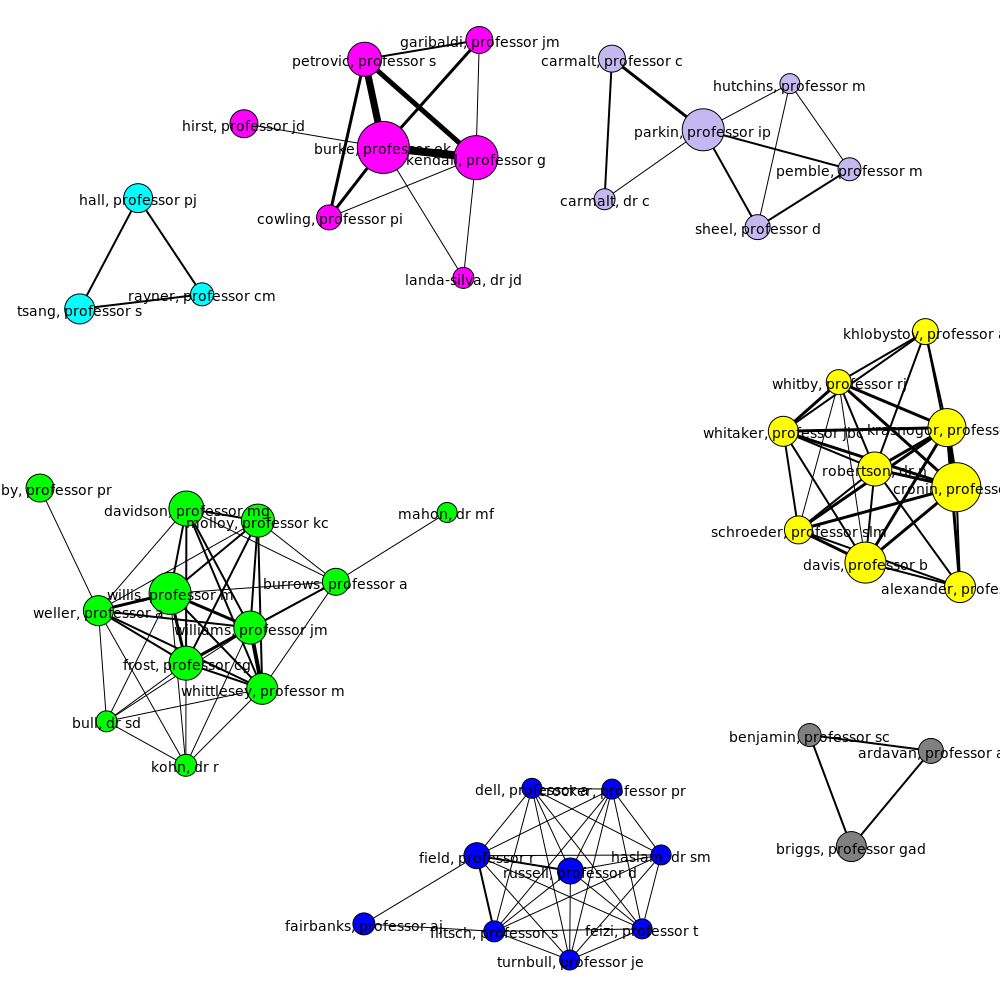 garibaldi, professor jm
petrovic, professor s
hirst, professor jd
burke, professor ek
kendall, professor g
cowling, professor pi
landa-silva, dr jd
carmalt, professor c
hutchins, professor m
parkin, professor ip
pemble, professor m
carmalt, dr c
sheel, professor d
hall, professor pj
rayner, professor cm
tsang, professor s
khlobystov, professor a
whitby, professor rj
whitaker, professor jbc
krasnogor, profess
robertson, dr n
cronin, profess
schroeder, professor slm
davis, professor b
alexander, profes
by, professor pr
davidson, professor mg
molloy, professor kc
mahon, dr mf
burrows, professor a
willis, professor m
weller, professor a
williams, professor jm
frost, professor cg
whittlesey, professor m
bull, dr sd
kohn, dr r
benjamin, professor sc
ardavan, professor a
briggs, professor gad
dell, professor a
crocker, professor pr
field, professor r
haslam, dr sm
russell, professor d
fairbanks, professor aj
flitsch, professor s
feizi, professor t
turnbull, professor je